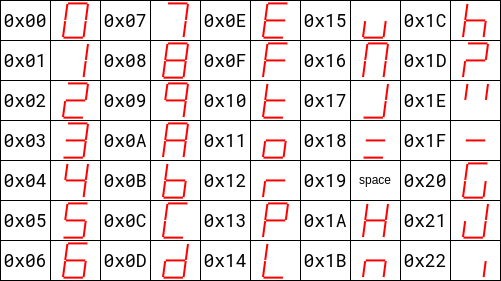 0x00 0 0x07 7 0x0E E 0x15 u 0x1C h
0x01 1 0x08 8 0x0F F 0x16 П 0x1D ?
0x02 2 0x09 9 0x10 t 0x17 ⅃ 0x1E "
0x03 3 0x0A A 0x11 o 0x18 = 0x1F -
0x04 4 0x0B b 0x12 r 0x19 space 0x20 G
0x05 5 0x0C C 0x13 P 0x1A H 0x21 J
0x06 6 0x0D d 0x14 L 0x1B n 0x22 ı